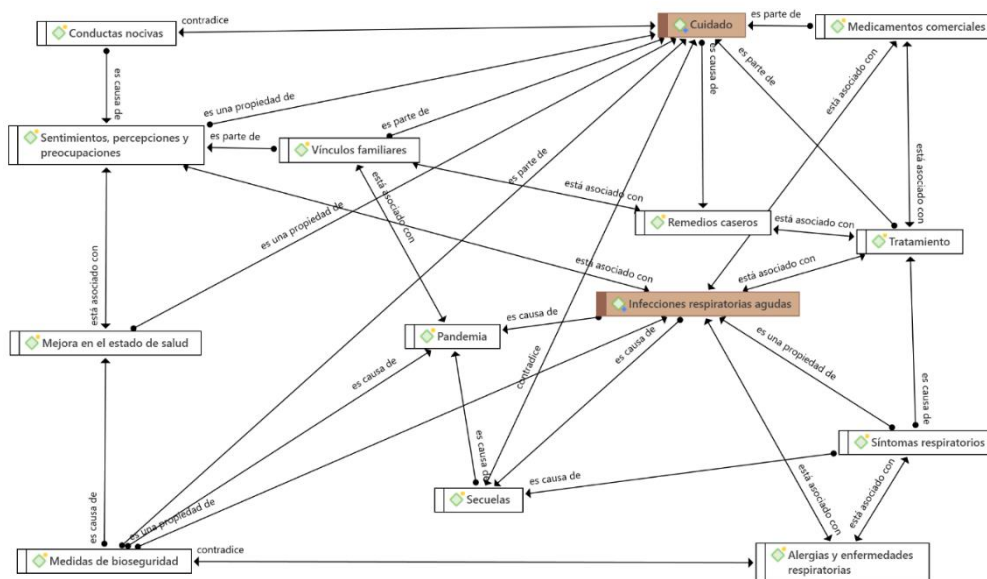 contradice
Cuidado
es parte de
Conductas nocivas
Medicamentos comerciales
es causa de
es una propiedad de
es causa de
está asociado con
es parte de
Sentimientos, percepciones y
preocupaciones
es parte de
Vínculos familiares
es parte de
es parte de
está asociado con
está asociado con
está asociado con
Remedios caseros
está asociado con
Tratamiento
es una propiedad de
está asociado con
está asociado con
está asociado con
Infecciones respiratorias agudas
es causa de
Mejora en el estado de salud
Pandemia
es causa de
contradice
es una propiedad de
es causa de
es causa de
Síntomas respiratorios
es causa de
es causa de
Secuelas
es causa de
es una propiedad de
está asociado con
está asociado con
Medidas de bioseguridad
contradice
Alergias y enfermedades
respiratorias